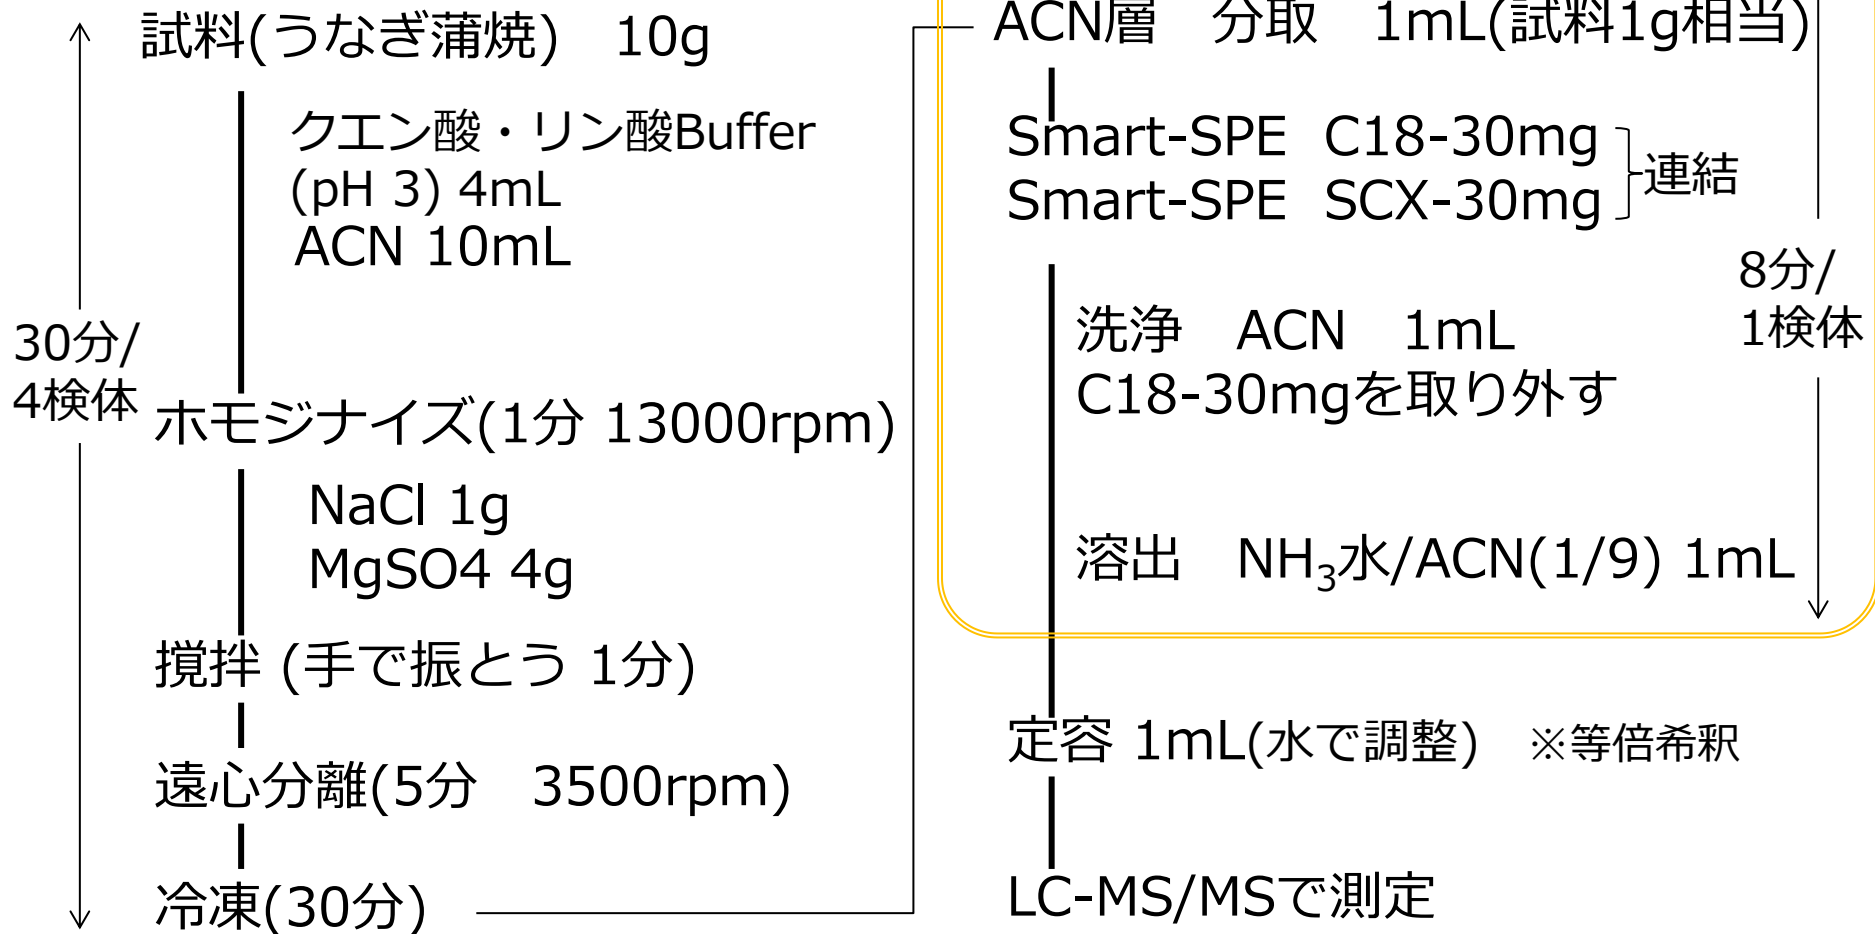 試料(うなぎ蒲焼)　10g
クエン酸・リン酸Buffer
(pH 3) 4mL
ACN 10mL
30分/
4検体
ホモジナイズ(1分 13000rpm)
NaCl 1g
MgSO4 4g
撹拌 (手で振とう 1分)
遠心分離(5分　3500rpm)
冷凍(30分)
ACN層　分取　1mL(試料1g相当)
Smart-SPE C18-30mg
Smart-SPE SCX-30mg
連結
8分/
1検体
洗浄　ACN　1mL
C18-30mgを取り外す
溶出　NH₃水/ACN(1/9) 1mL
定容 1mL(水で調整)　※等倍希釈
LC-MS/MSで測定